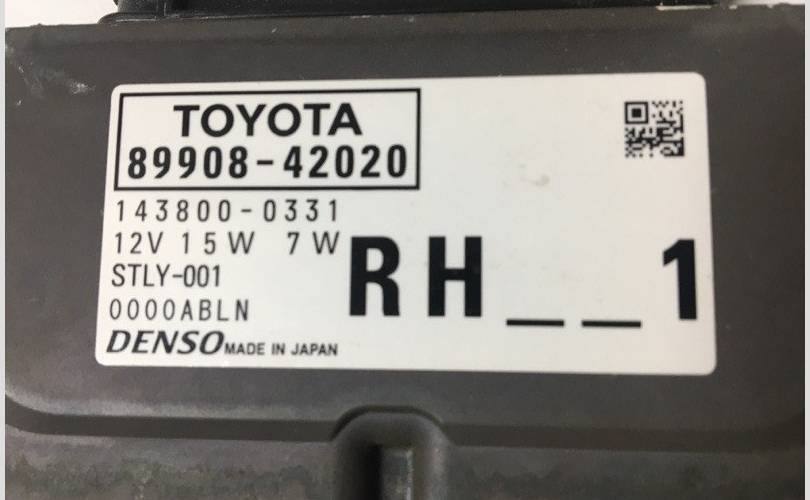 TOYOTA
89908-42020
143800-0331
12V 15W 7W
STLY-001
0000ABLN
RH__1
DENSO MADE IN JAPAN